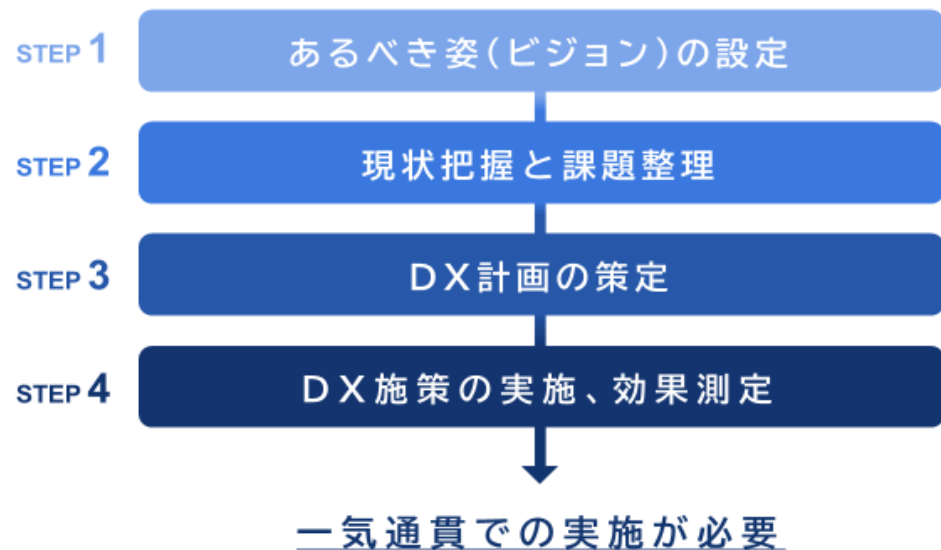 STEP 1
あるべき姿(ビジョン)の設定
STEP 2
現状把握と課題整理
STEP 3
DX計画の策定
STEP 4
DX施策の実施、効果測定
一気通貫での実施が必要